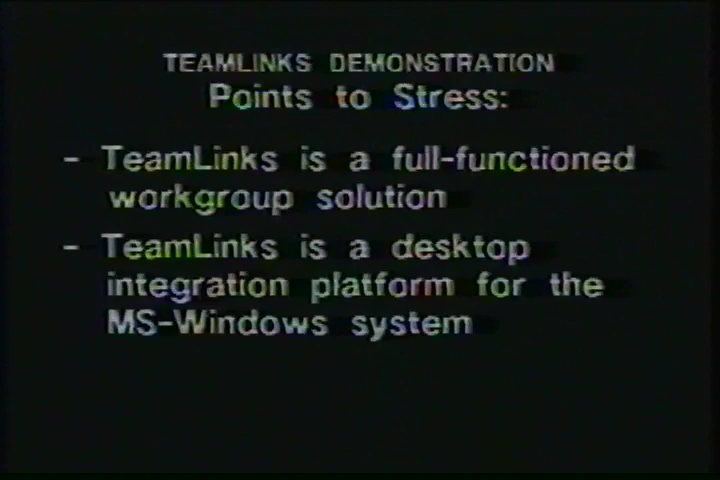 TEAMLINKS DEMONSTRATION
Points to Stress:
- TeamLinks is a full-functioned
workgroup solution
- TeamLinks is a desktop
integration platform for the
MS-Windows system